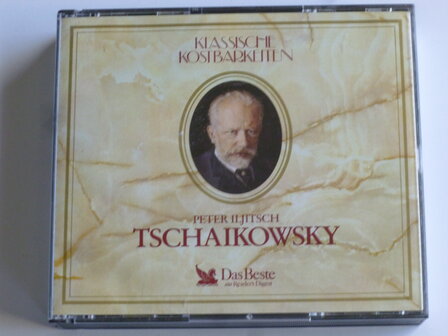 KLASSISCHE
KOSTBARKEITEN
PETER ILJITSCH
TSCHAIKOWSKY
Das Beste
aus Reader's Digest